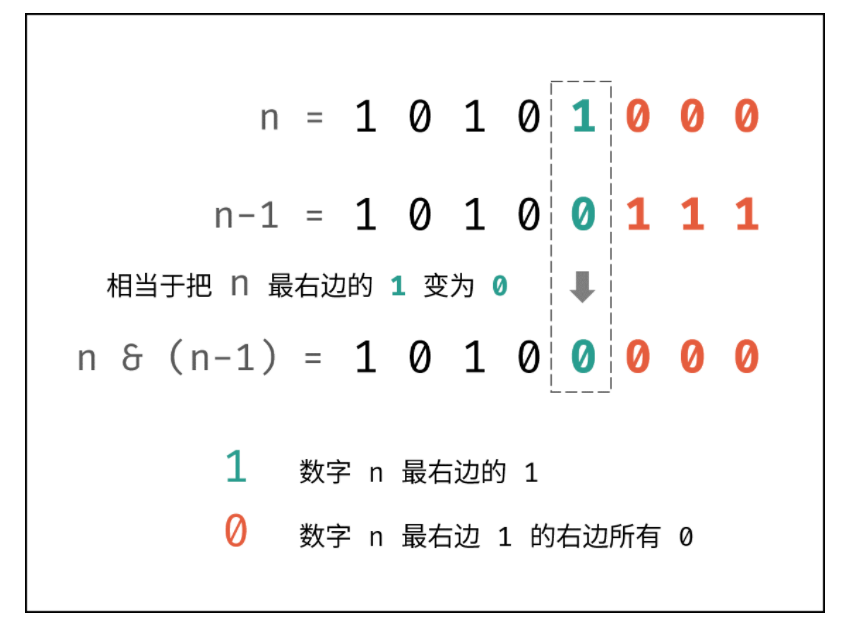 n = 1 0 1 0 1 0 0 0
n-1 = 1 0 1 0 0 1 1 1
相当于把 n 最右边的 1 变为 0
n & (n-1) = 1 0 1 0 0 0 0 0
1 数字 n 最右边的 1
0 数字 n 最右边 1 的右边所有 0